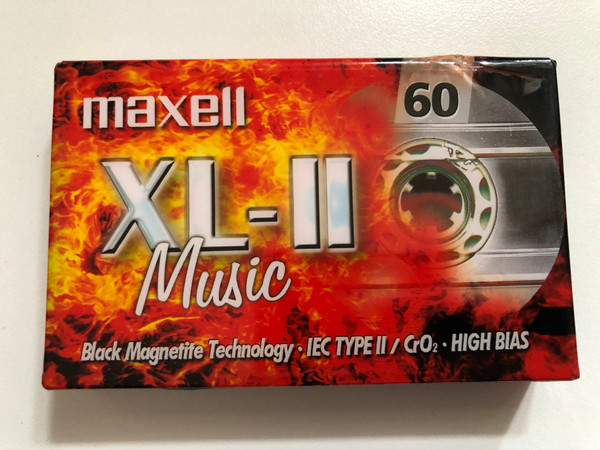 maxell
60
XL-II
Music
Black Magnetite Technology · IEC TYPE II / CrO₂ · HIGH BIAS